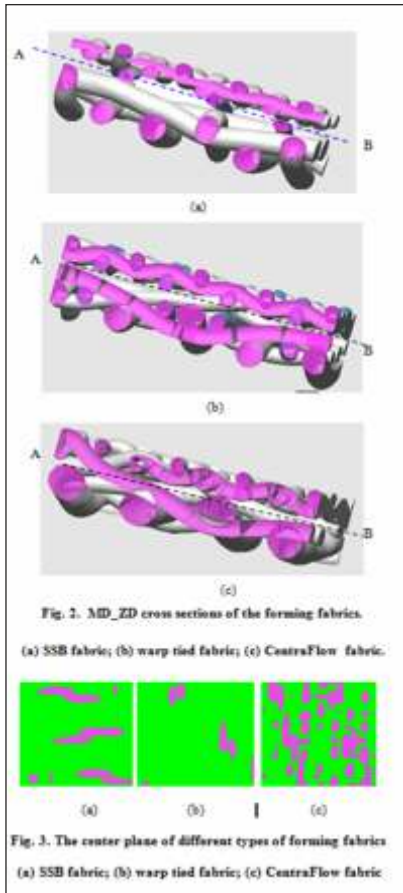 A
B
(a)
A
B
(b)
A
B
(c)
Fig. 2. MD_ZD cross sections of the forming fabrics.
(a) SSB fabric; (b) warp tied fabric; (c) CentraFlow fabric.
(a) (b) (c)
Fig. 3. The center plane of different types of forming fabrics
(a) SSB fabric; (b) warp tied fabric; (c) CentraFlow fabric